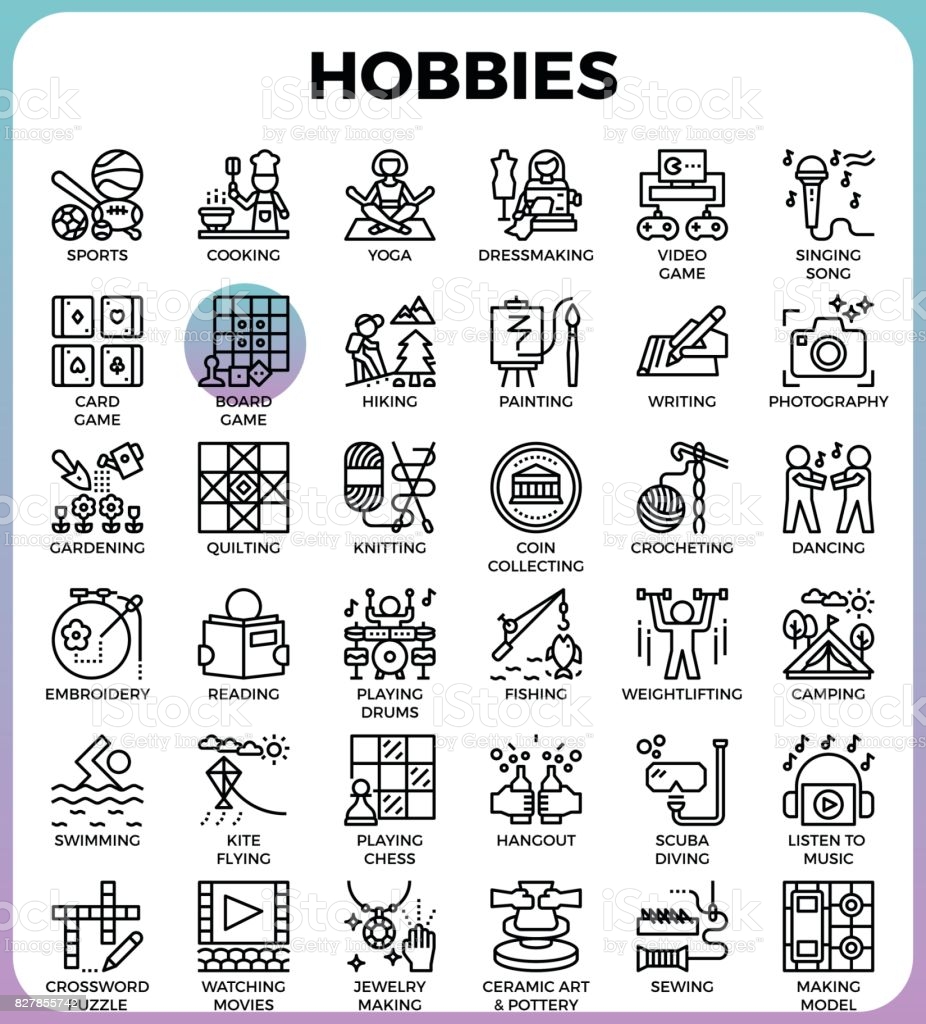 HOBBIES
SPORTS
COOKING
YOGA
DRESSMAKING
VIDEO
GAME
SINGING
SONG
CARD
GAME
BOARD
GAME
HIKING
PAINTING
WRITING
PHOTOGRAPHY
GARDENING
QUILTING
KNITTING
COIN
COLLECTING
CROCHETING
DANCING
EMBROIDERY
READING
PLAYING
DRUMS
FISHING
WEIGHTLIFTING
CAMPING
SWIMMING
KITE
FLYING
PLAYING
CHESS
HANGOUT
SCUBA
DIVING
LISTEN TO
MUSIC
CROSSWORD
PUZZLE
WATCHING
MOVIES
JEWELRY
MAKING
CERAMIC ART
& POTTERY
SEWING
MAKING
MODEL
iStock
by Getty Images™
827855742